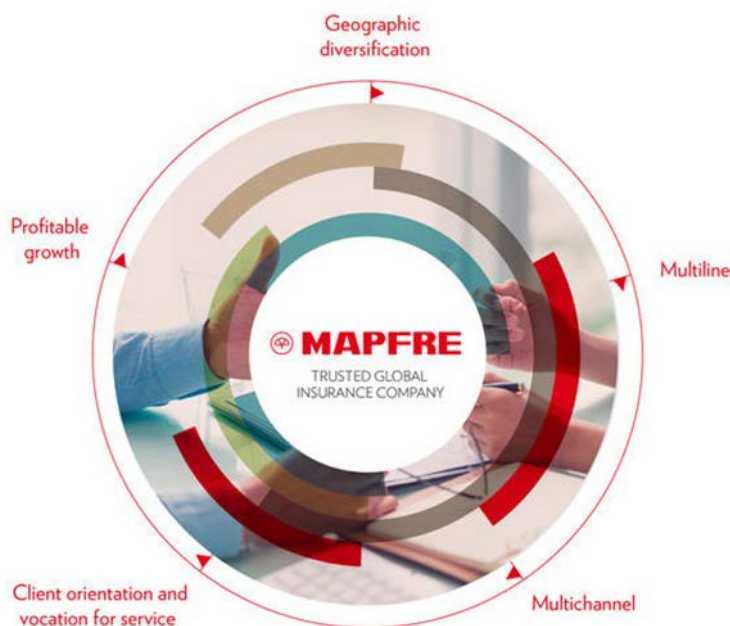 Geographic
diversification
Profitable
growth
Multiline
MAPFRE
TRUSTED GLOBAL
INSURANCE COMPANY
Client orientation and
vocation for service
Multichannel